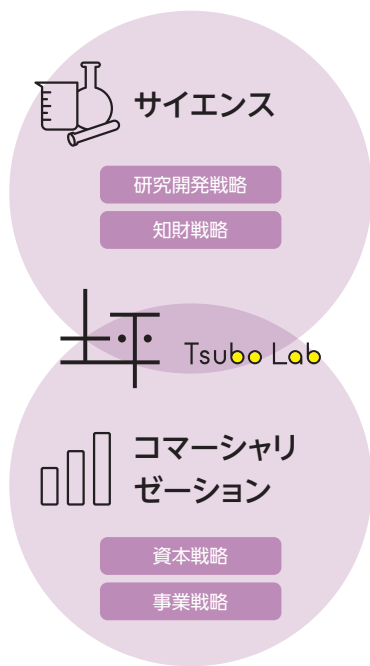 サイエンス
研究開発戦略
知財戦略
坪 Tsubo Lab
コマーシャリ
ゼーション
資本戦略
事業戦略